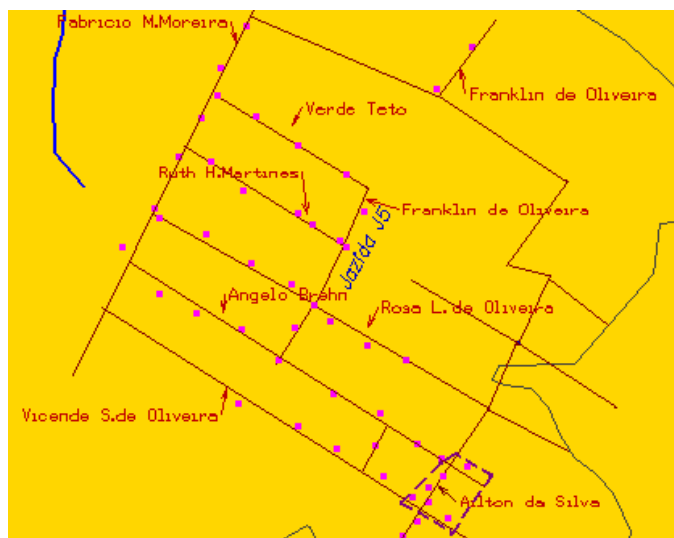 Fabricio M.Moreira
Franklin de Oliveira
Verde Teto
Ruth H.Martines
Franklin de Oliveira
Jazida J5
Angelo Brehn
Rosa L.de Oliveira
Vicende S.de Oliveira
Ailton da Silva